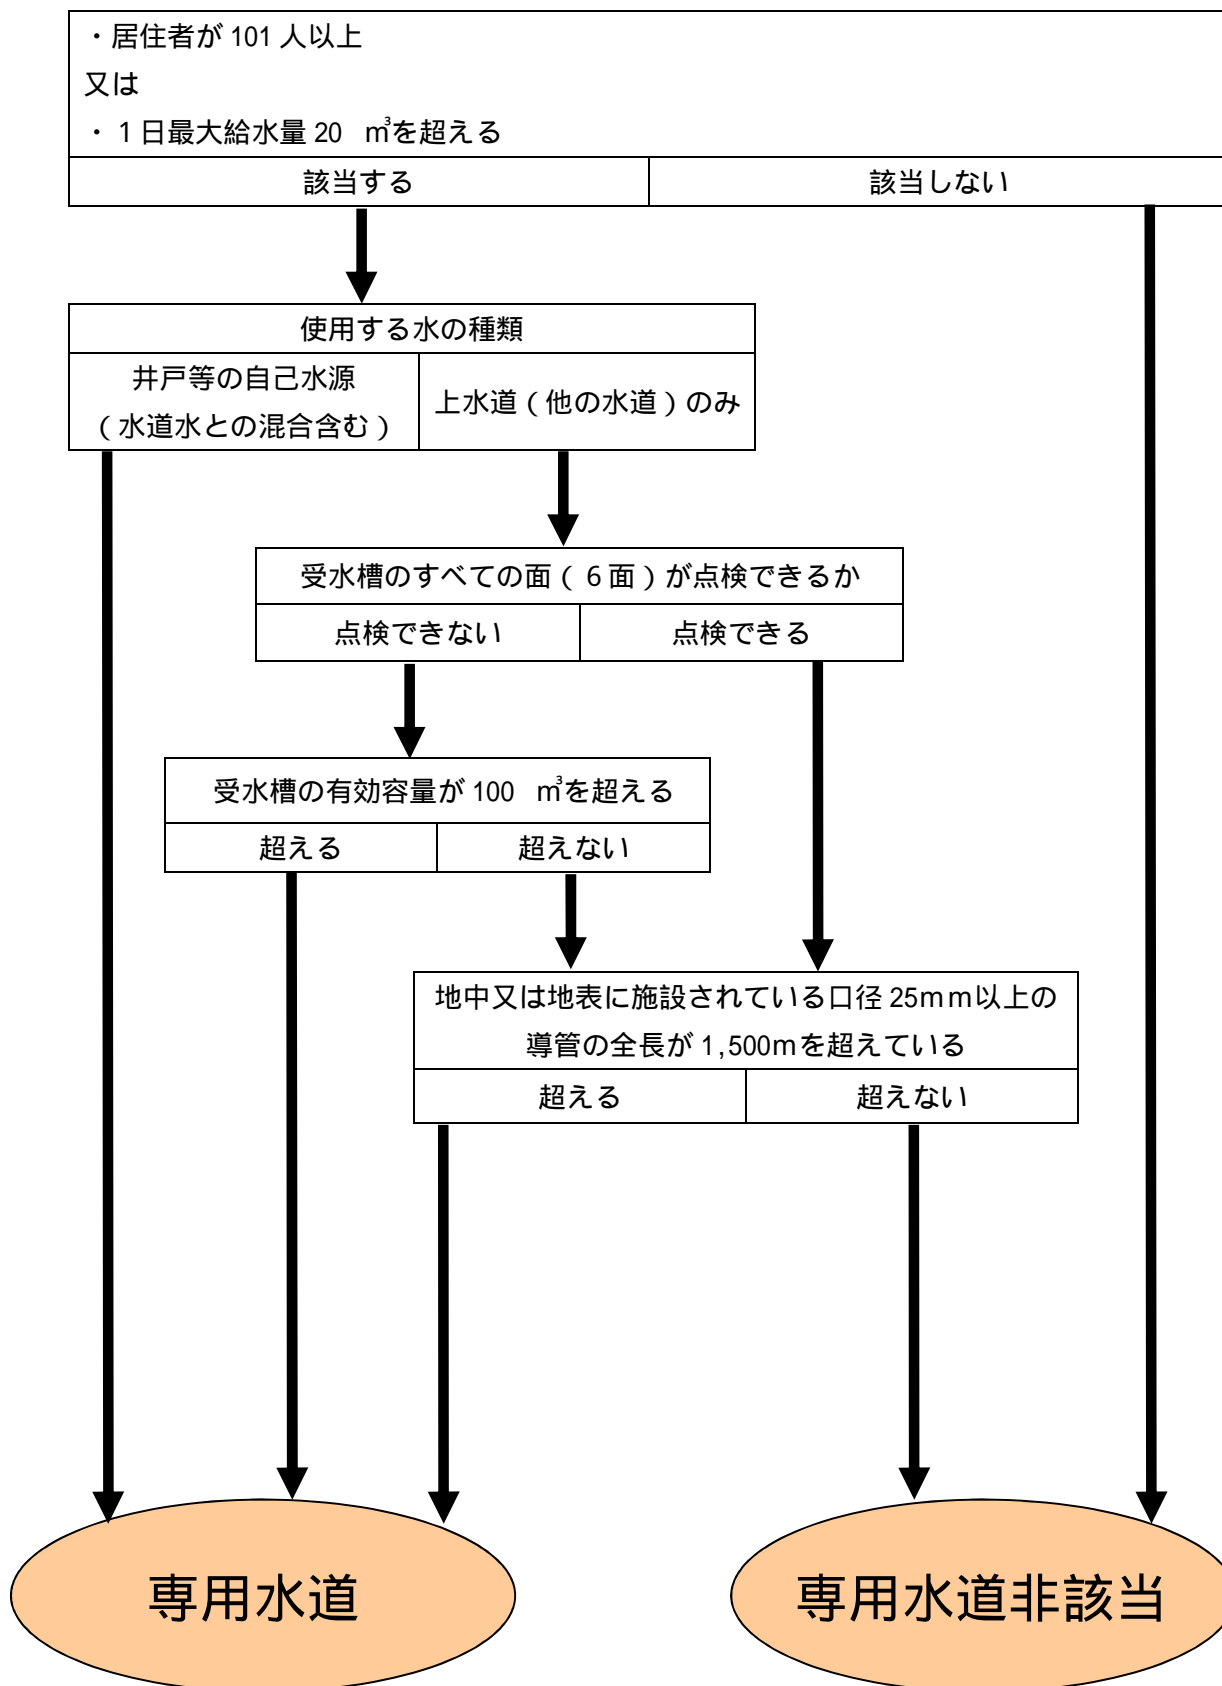 ・居住者が 101 人以上
又は
・１日最大給水量 20 ㎥を超える
該当する
該当しない
使用する水の種類
井戸等の自己水源
（水道水との混合含む）
上水道（他の水道）のみ
受水槽のすべての面（６面）が点検できるか
点検できない
点検できる
受水槽の有効容量が 100 ㎥を超える
超える
超えない
地中又は地表に施設されている口径 25ｍｍ以上の
導管の全長が 1,500ｍを超えている
超える
超えない
専用水道
専用水道非該当